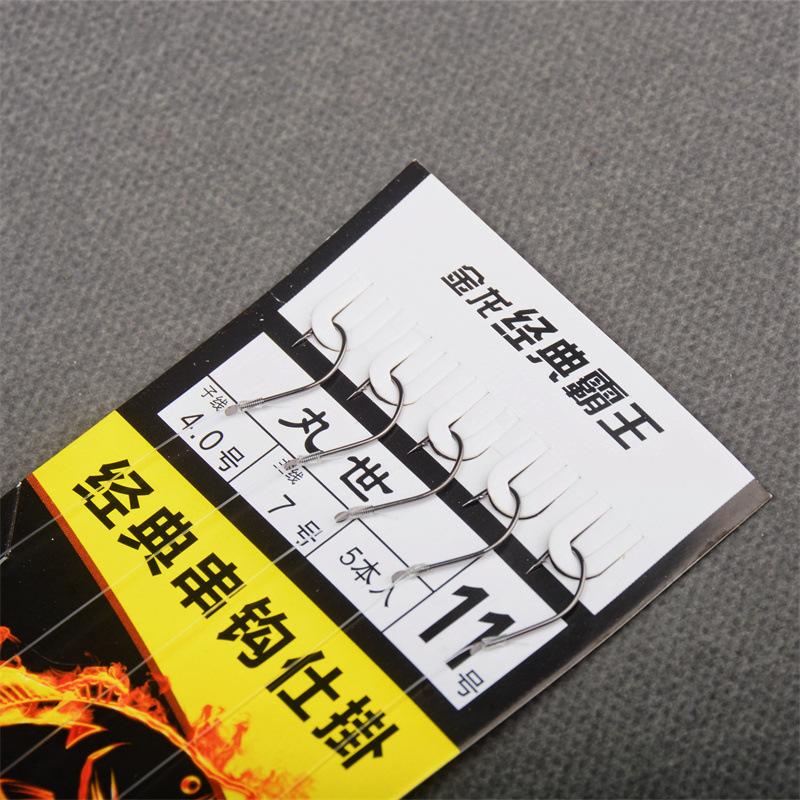 金龙经典霸王
丸世
子线
4.0号
主线
7号
5本入
11号
经典串钩仕掛